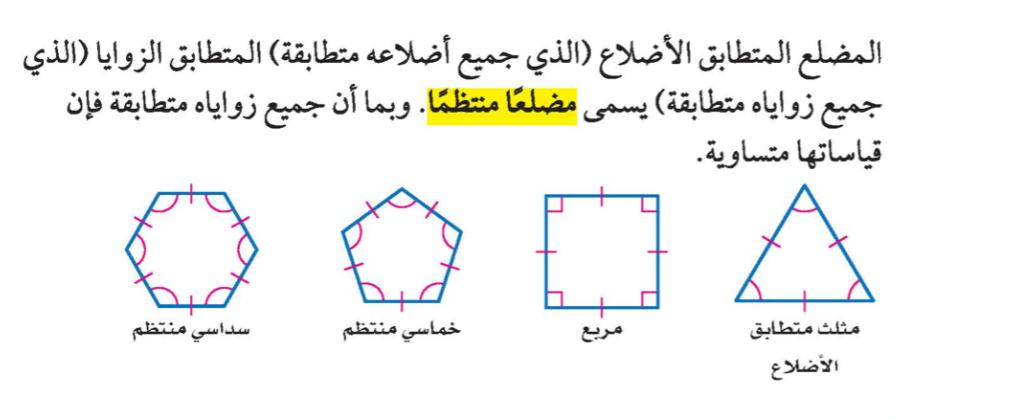 المضلع المتطابق الأضلاع (الذي جميع أضلاعه متطابقة) المتطابق الزوايا (الذي
جميع زواياه متطابقة) يسمى مضلعًا منتظمًا. وبما أن جميع زواياه متطابقة فإن
قياساتها متساوية.
مثلث متطابق
الأضلاع
مربع
خماسي منتظم
سداسي منتظم